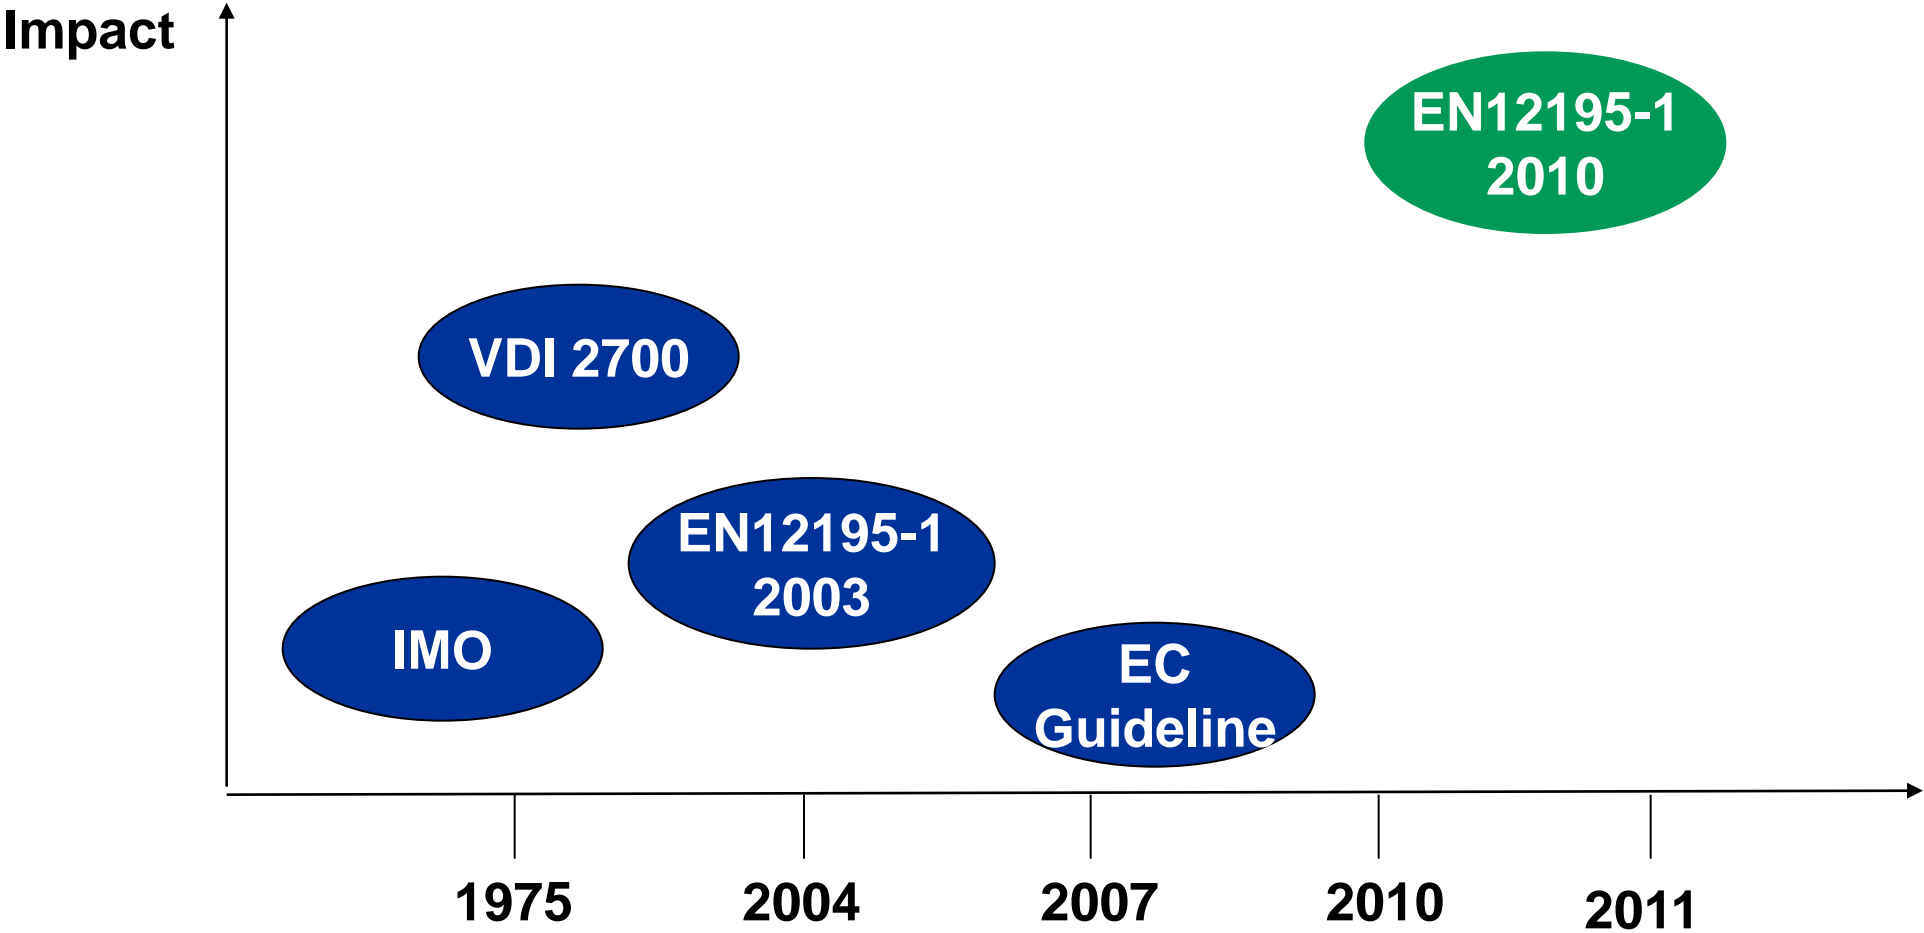 Impact
EN12195-1
2010
VDI 2700
EN12195-1
2003
IMO
EC
Guideline
1975
2004
2007
2010
2011